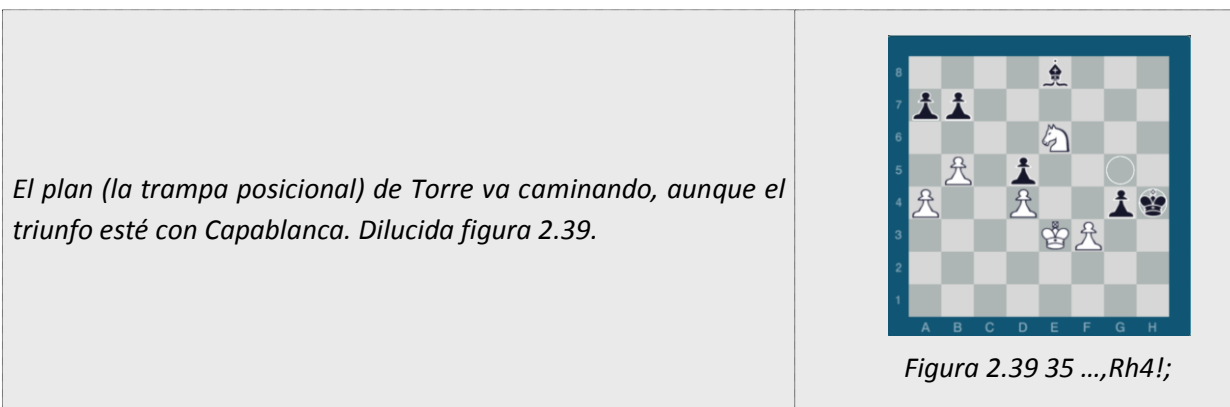 El plan (la trampa posicional) de Torre va caminando, aunque el
triunfo esté con Capablanca. Dilucida figura 2.39.
8
7
6
5
4
3
2
1
A B C D E F G H
Figura 2.39 35 ...,Rh4!;